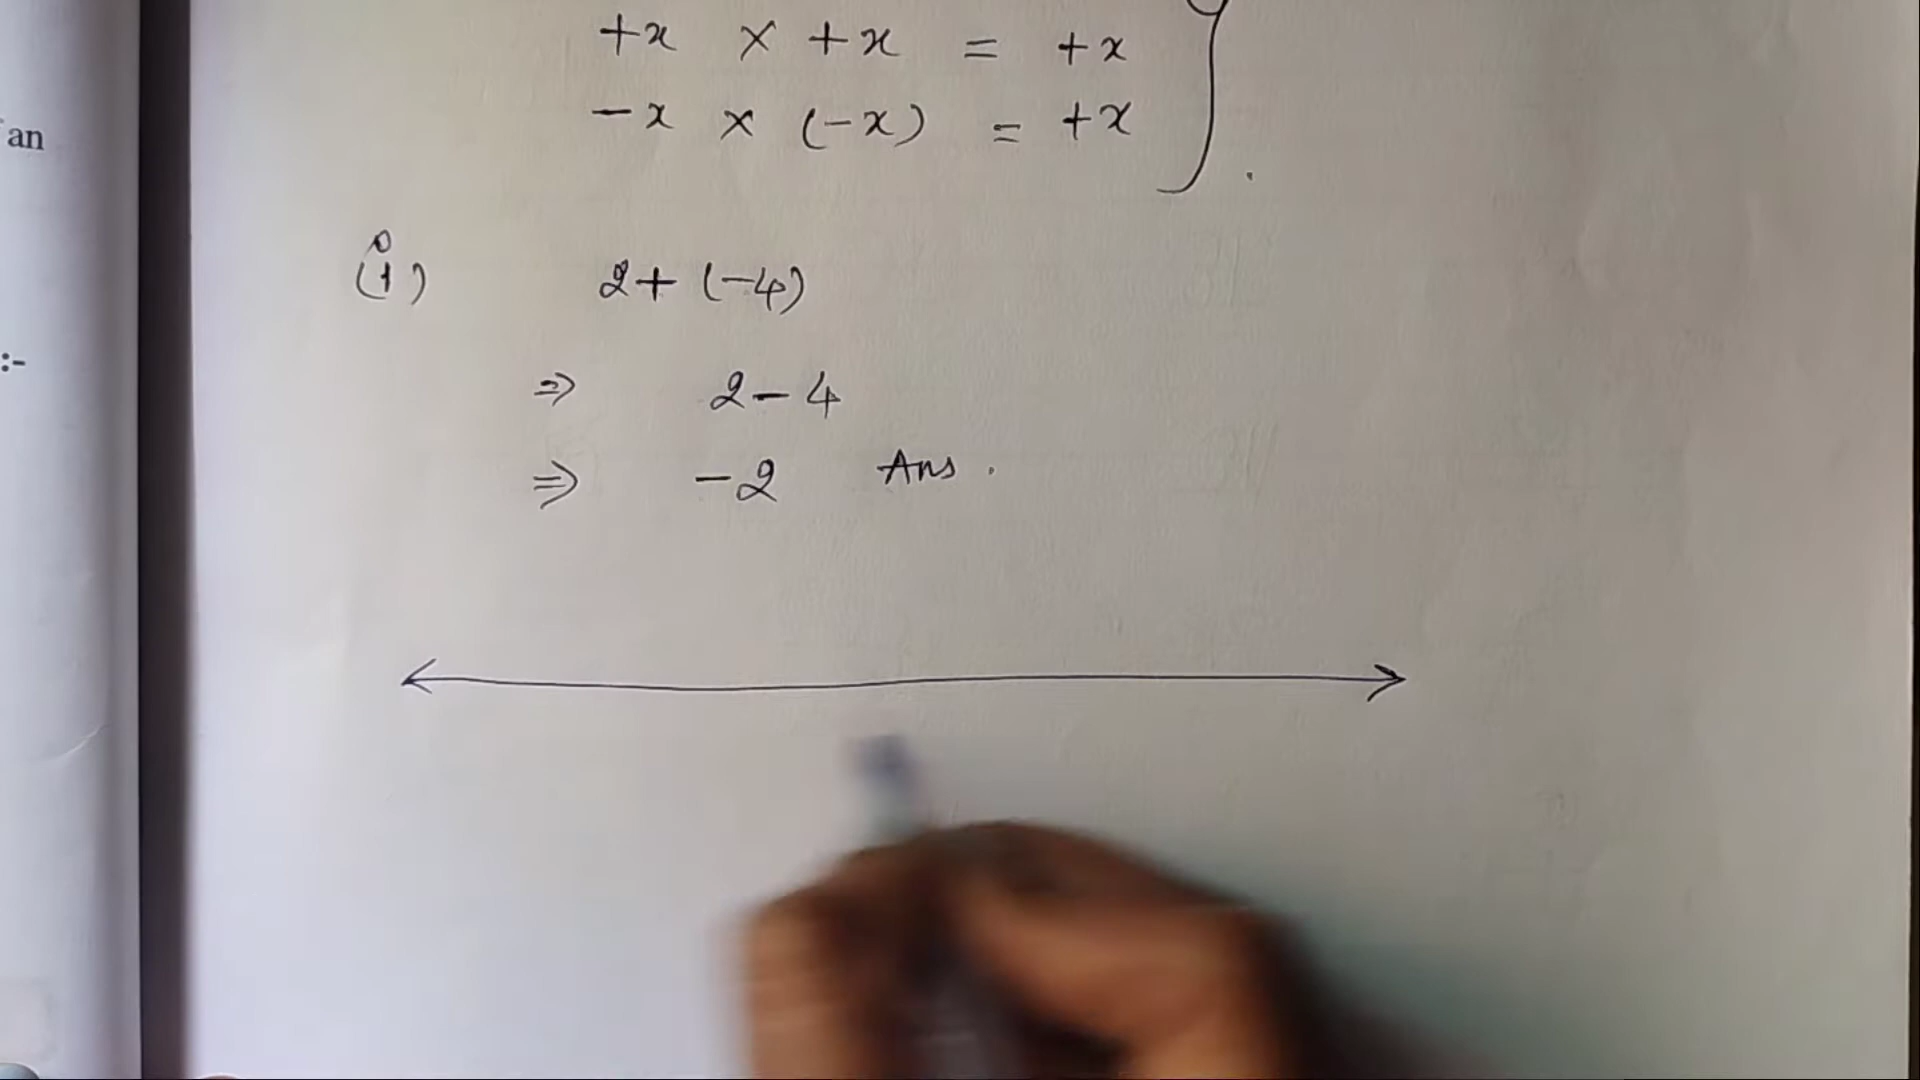 +x × +x = +x
-x × (-x) = +x
an
(i) 2+ (-4)
:-
⇒ 2-4
⇒ -2 Ans.